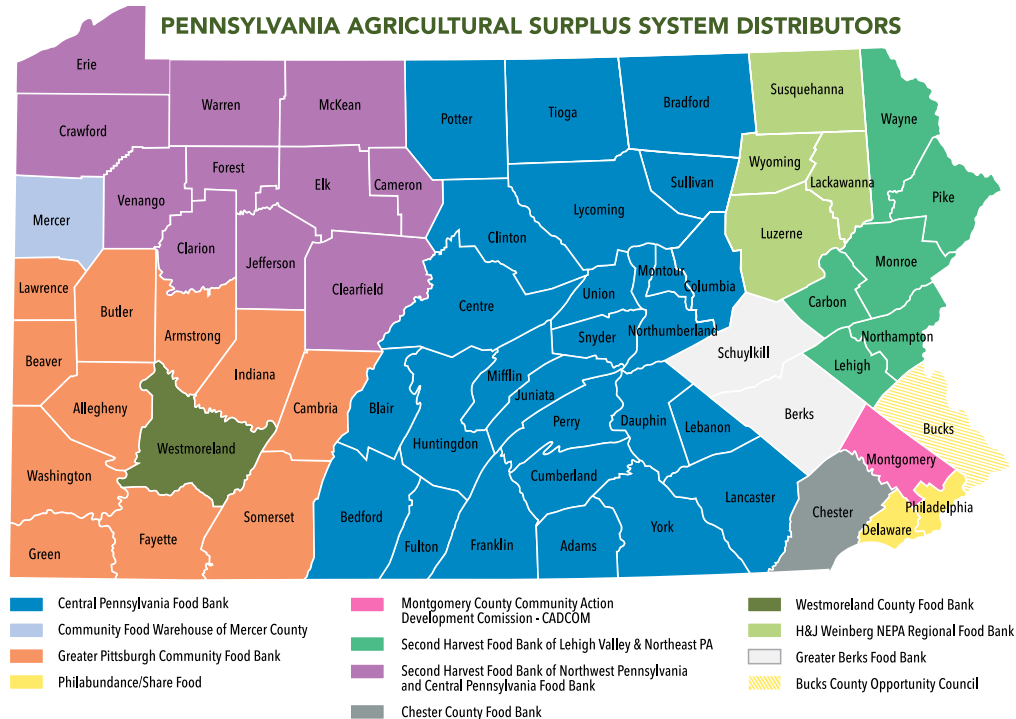 PENNSYLVANIA AGRICULTURAL SURPLUS SYSTEM DISTRIBUTORS
Erie
Warren
McKean
Potter
Tioga
Bradford
Susquehanna
Wayne
Crawford
Forest
Elk
Cameron
Sullivan
Wyoming
Lackawanna
Pike
Mercer
Venango
Clarion
Jefferson
Clearfield
Clinton
Lycoming
Luzerne
Monroe
Lawrence
Butler
Armstrong
Centre
Union
Montour
Columbia
Carbon
Northampton
Beaver
Indiana
Snyder
Northumberland
Schuylkill
Lehigh
Allegheny
Cambria
Blair
Mifflin
Juniata
Perry
Dauphin
Lebanon
Berks
Bucks
Westmoreland
Huntingdon
Cumberland
Montgomery
Washington
Somerset
Bedford
Lancaster
Chester
Philadelphia
Delaware
Green
Fayette
Fulton
Franklin
Adams
York
Central Pennsylvania Food Bank
Community Food Warehouse of Mercer County
Greater Pittsburgh Community Food Bank
Philabundance/Share Food
Montgomery County Community Action
Development Comission - CADCOM
Second Harvest Food Bank of Lehigh Valley & Northeast PA
Second Harvest Food Bank of Northwest Pennsylvania
and Central Pennsylvania Food Bank
Chester County Food Bank
Westmoreland County Food Bank
H&J Weinberg NEPA Regional Food Bank
Greater Berks Food Bank
Bucks County Opportunity Council